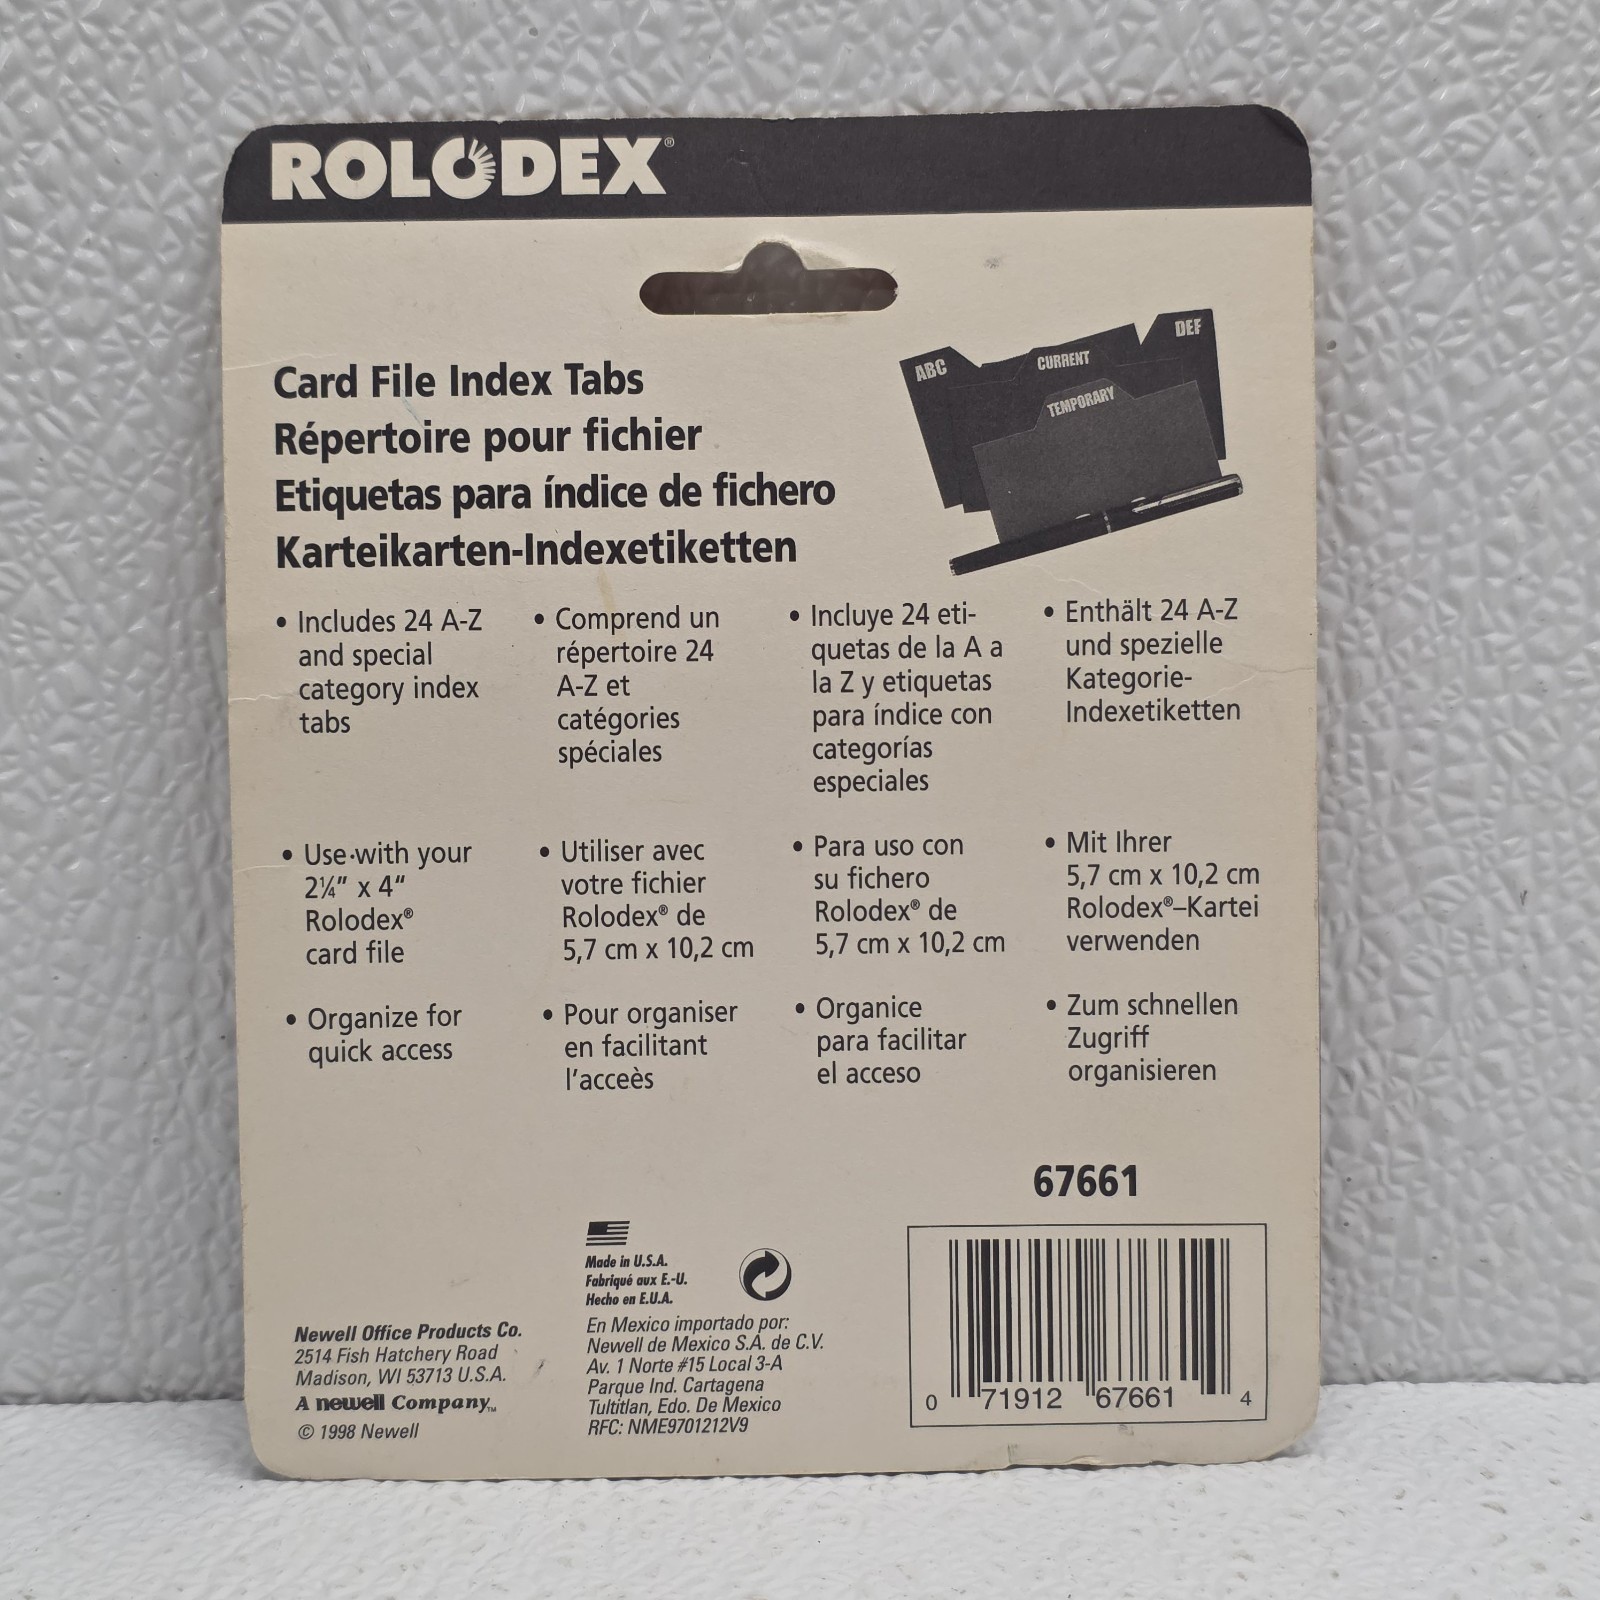 ROLODEX®
ABC
CURRENT
DEF
TEMPORARY
Card File Index Tabs
Répertoire pour fichier
Etiquetas para índice de fichero
Karteikarten-Indexetiketten
• Includes 24 A-Z
and special
category index
tabs
• Use with your
2¼" x 4"
Rolodex®
card file
• Organize for
quick access
• Comprend un
répertoire 24
A-Z et
catégories
spéciales
• Utiliser avec
votre fichier
Rolodex® de
5,7 cm x 10,2 cm
• Pour organiser
en facilitant
l'acceès
• Incluye 24 eti-
quetas de la A a
la Z y etiquetas
para índice con
categorías
especiales
• Para uso con
su fichero
Rolodex® de
5,7 cm x 10,2 cm
• Organice
para facilitar
el acceso
• Enthält 24 A-Z
und spezielle
Kategorie-
Indexetiketten
• Mit Ihrer
5,7 cm x 10,2 cm
Rolodex®–Kartei
verwenden
• Zum schnellen
Zugriff
organisieren
67661
Newell Office Products Co.
2514 Fish Hatchery Road
Madison, WI 53713 U.S.A.
A newell Company™
© 1998 Newell
Made in U.S.A.
Fabriqué aux E.-U.
Hecho en E.U.A.
En Mexico importado por:
Newell de Mexico S.A. de C.V.
Av. 1 Norte #15 Local 3-A
Parque Ind. Cartagena
Tultitlan, Edo. De Mexico
RFC: NME9701212V9
0 71912 67661 4